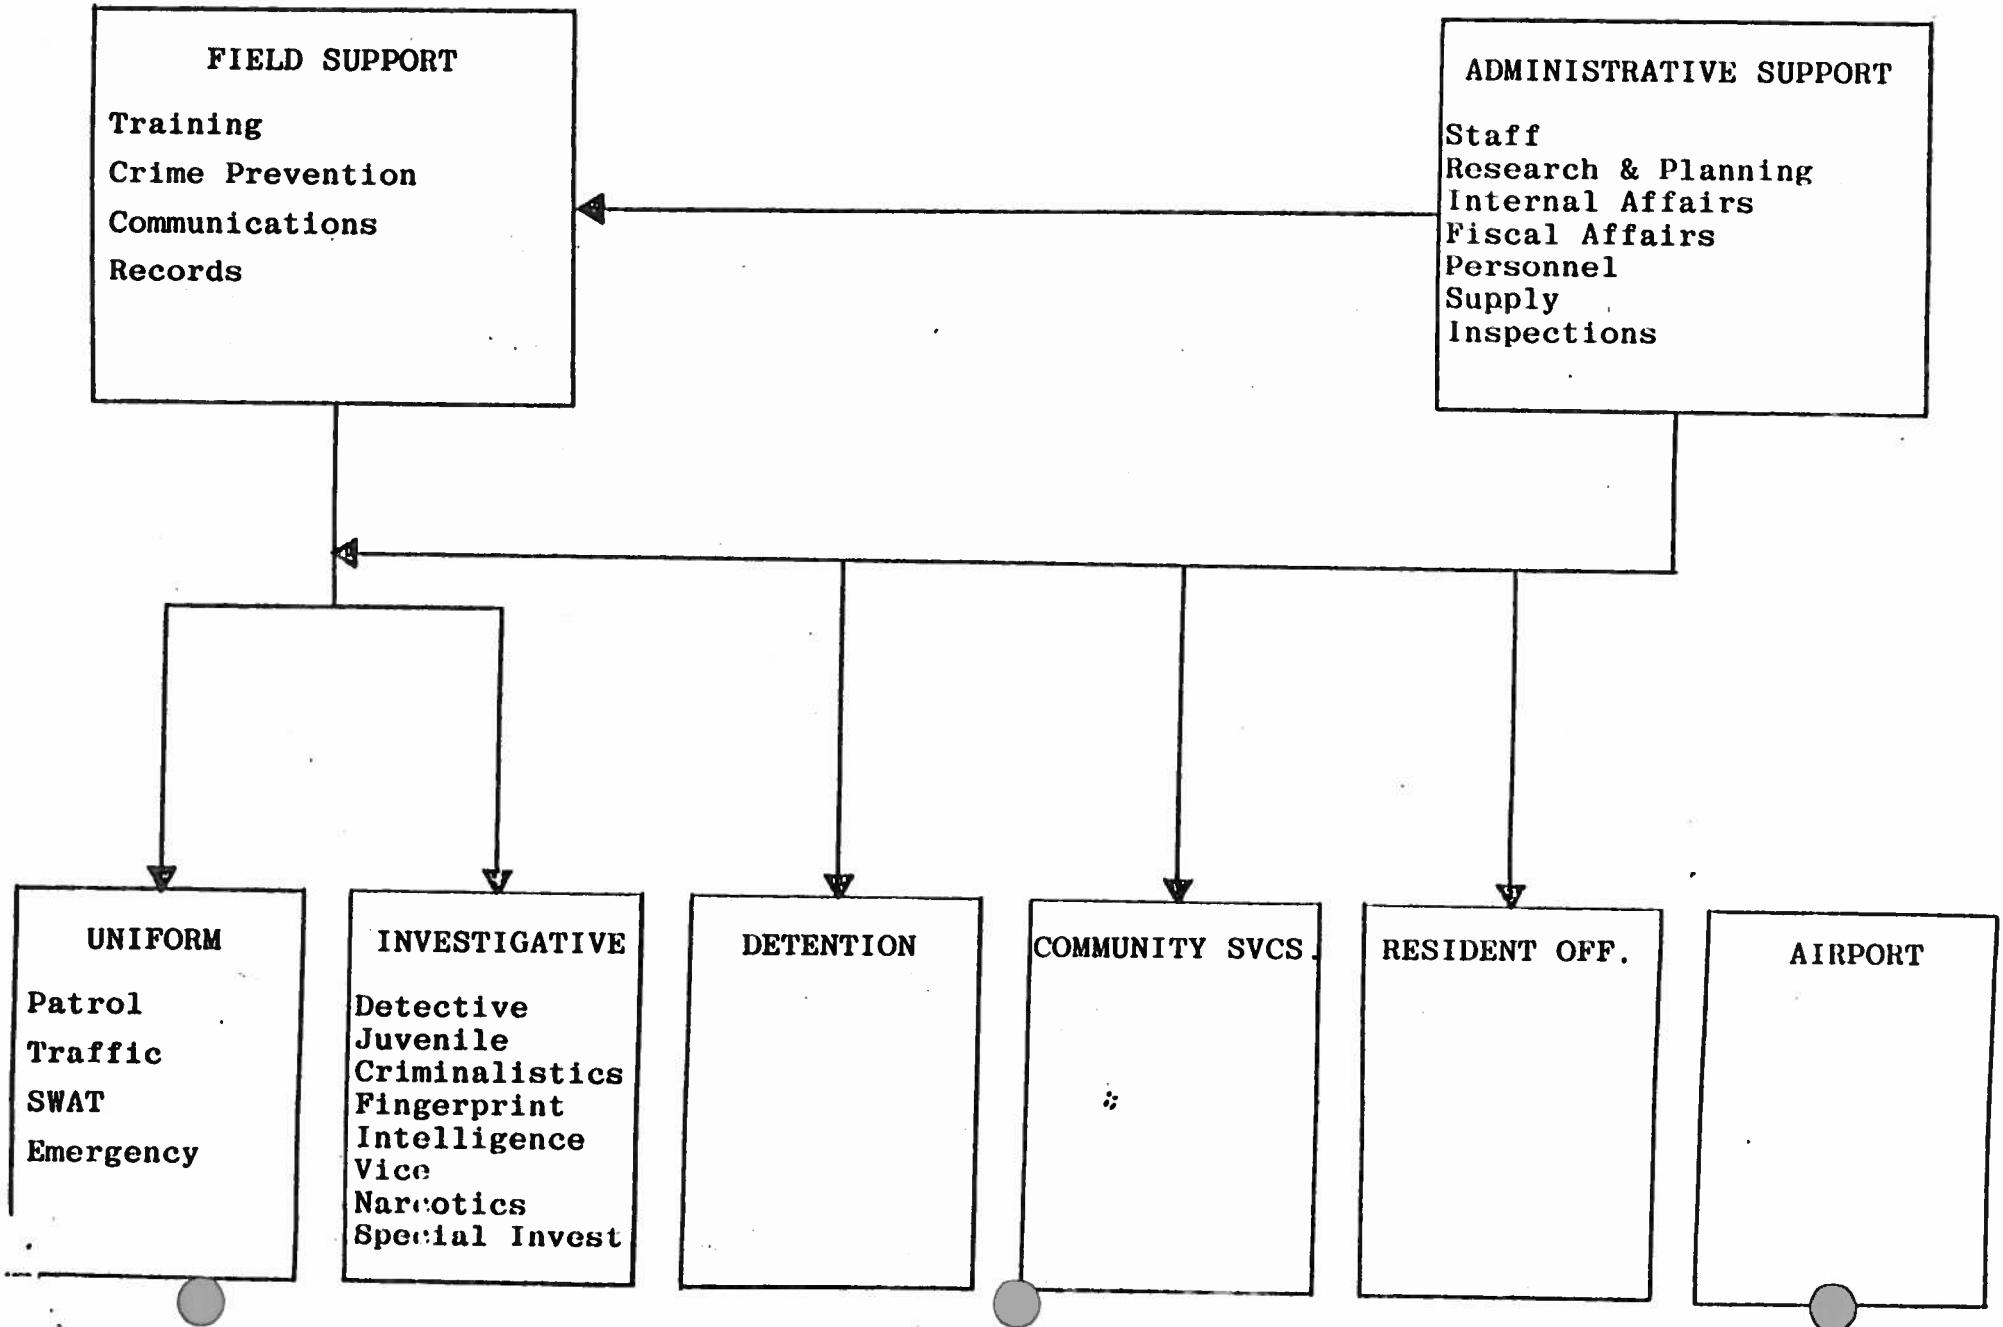 FIELD SUPPORT
Training
Crime Prevention
Communications
Records
ADMINISTRATIVE SUPPORT
Staff
Research & Planning
Internal Affairs
Fiscal Affairs
Personnel
Supply
Inspections
UNIFORM
Patrol
Traffic
SWAT
Emergency
INVESTIGATIVE
Detective
Juvenile
Criminalistics
Fingerprint
Intelligence
Vice
Narcotics
Special Invest
DETENTION
COMMUNITY SVCS.
RESIDENT OFF.
AIRPORT